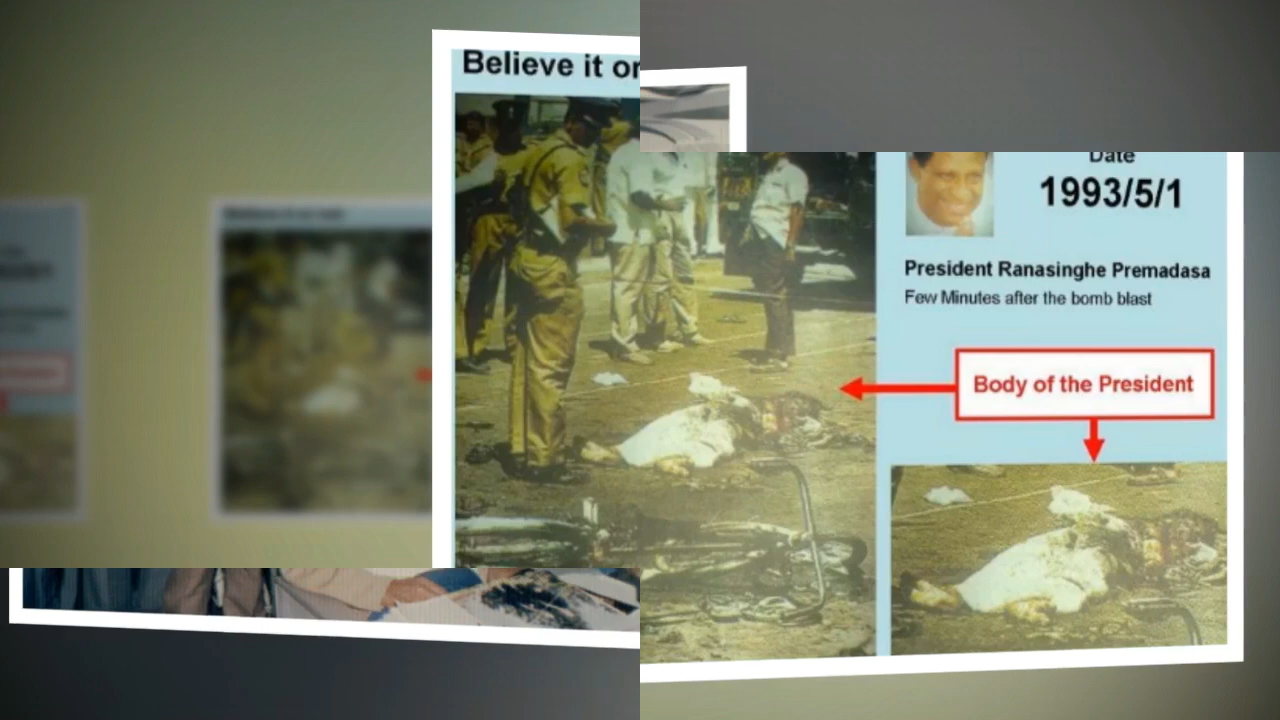 Believe it or
Date
1993/5/1
President Ranasinghe Premadasa
Few Minutes after the bomb blast
Body of the President